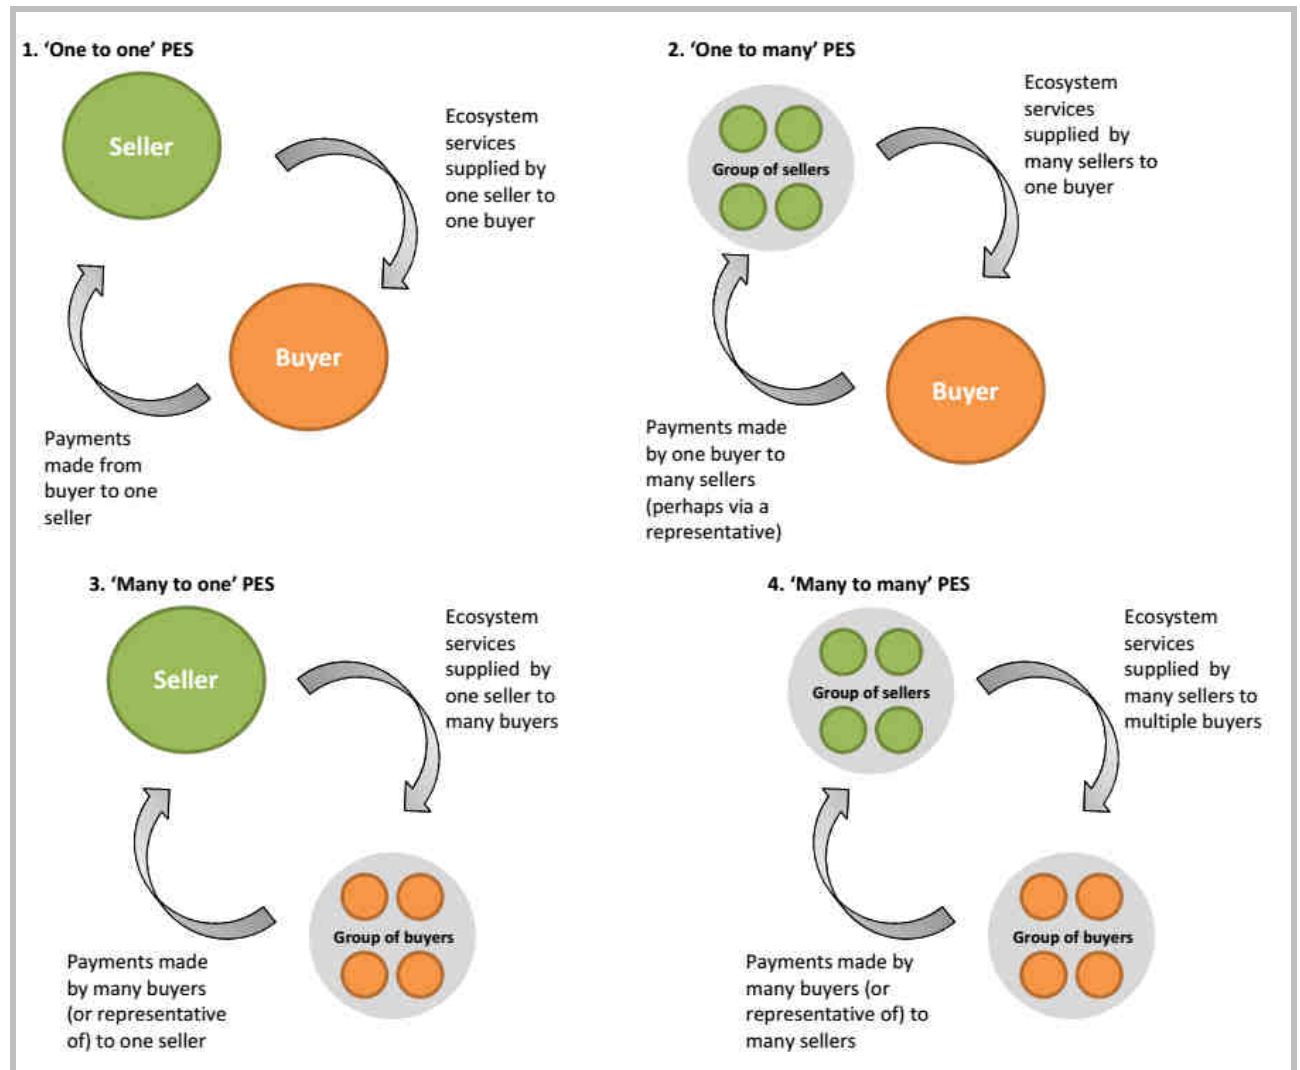 1. ‘One to one’ PES
Seller
Ecosystem
services
supplied by
one seller to
one buyer
Buyer
Payments
made from
buyer to one
seller
2. ‘One to many’ PES
Group of sellers
Ecosystem
services
supplied by
many sellers to
one buyer
Buyer
Payments made
by one buyer to
many sellers
(perhaps via a
representative)
3. ‘Many to one’ PES
Seller
Ecosystem
services
supplied by
one seller to
many buyers
Group of buyers
Payments made
by many buyers
(or representative
of) to one seller
4. ‘Many to many’ PES
Group of sellers
Ecosystem
services
supplied by
many sellers to
multiple buyers
Group of buyers
Payments made by
many buyers (or
representative of) to
many sellers